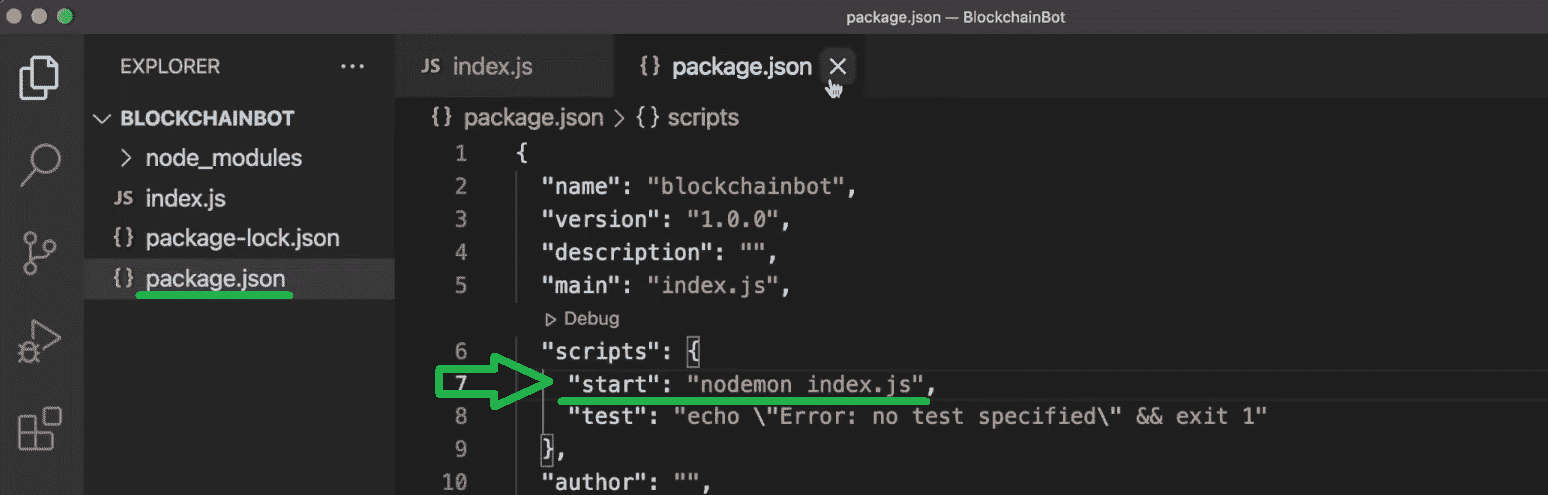 package.json — BlockchainBot
EXPLORER
BLOCKCHAINBOT
node_modules
JS index.js
{} package-lock.json
{} package.json
JS index.js
{} package.json
{} package.json > {} scripts
1 {
2 "name": "blockchainbot",
3 "version": "1.0.0",
4 "description": "",
5 "main": "index.js",
Debug
6 "scripts": {
7 "start": "nodemon index.js",
8 "test": "echo \"Error: no test specified\" && exit 1"
9 },
10 "author": "",